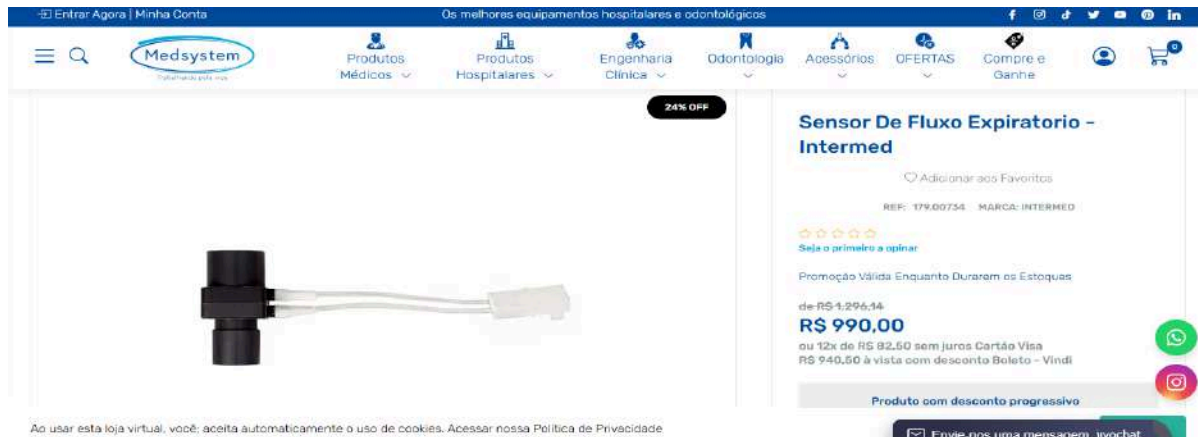 Entrar Agora | Minha Conta
Os melhores equipamentos hospitalares e odontológicos
Medsystem
Produtos
Médicos
Produtos
Hospitalares
Engenharia
Clínica
Odontologia
Acessórios
OFERTAS
Compre e
Ganhe
0
24% OFF
Sensor De Fluxo Expiratorio -
Intermed
Adicionar aos Favoritos
REF: 179.00734 MARCA: INTERMED
Seja o primeiro a opinar
Promoção Válida Enquanto Durarem os Estoques
de R$ 1.296,14
R$ 990,00
ou 12x de R$ 82,50 sem juros Cartão Visa
R$ 940,50 à vista com desconto Boleto - Vindi
Produto com desconto progressivo
Ao usar esta loja virtual, você: aceita automaticamente o uso de cookies. Acessar nossa Política de Privacidade
Envie-nos uma mensagem jivochat